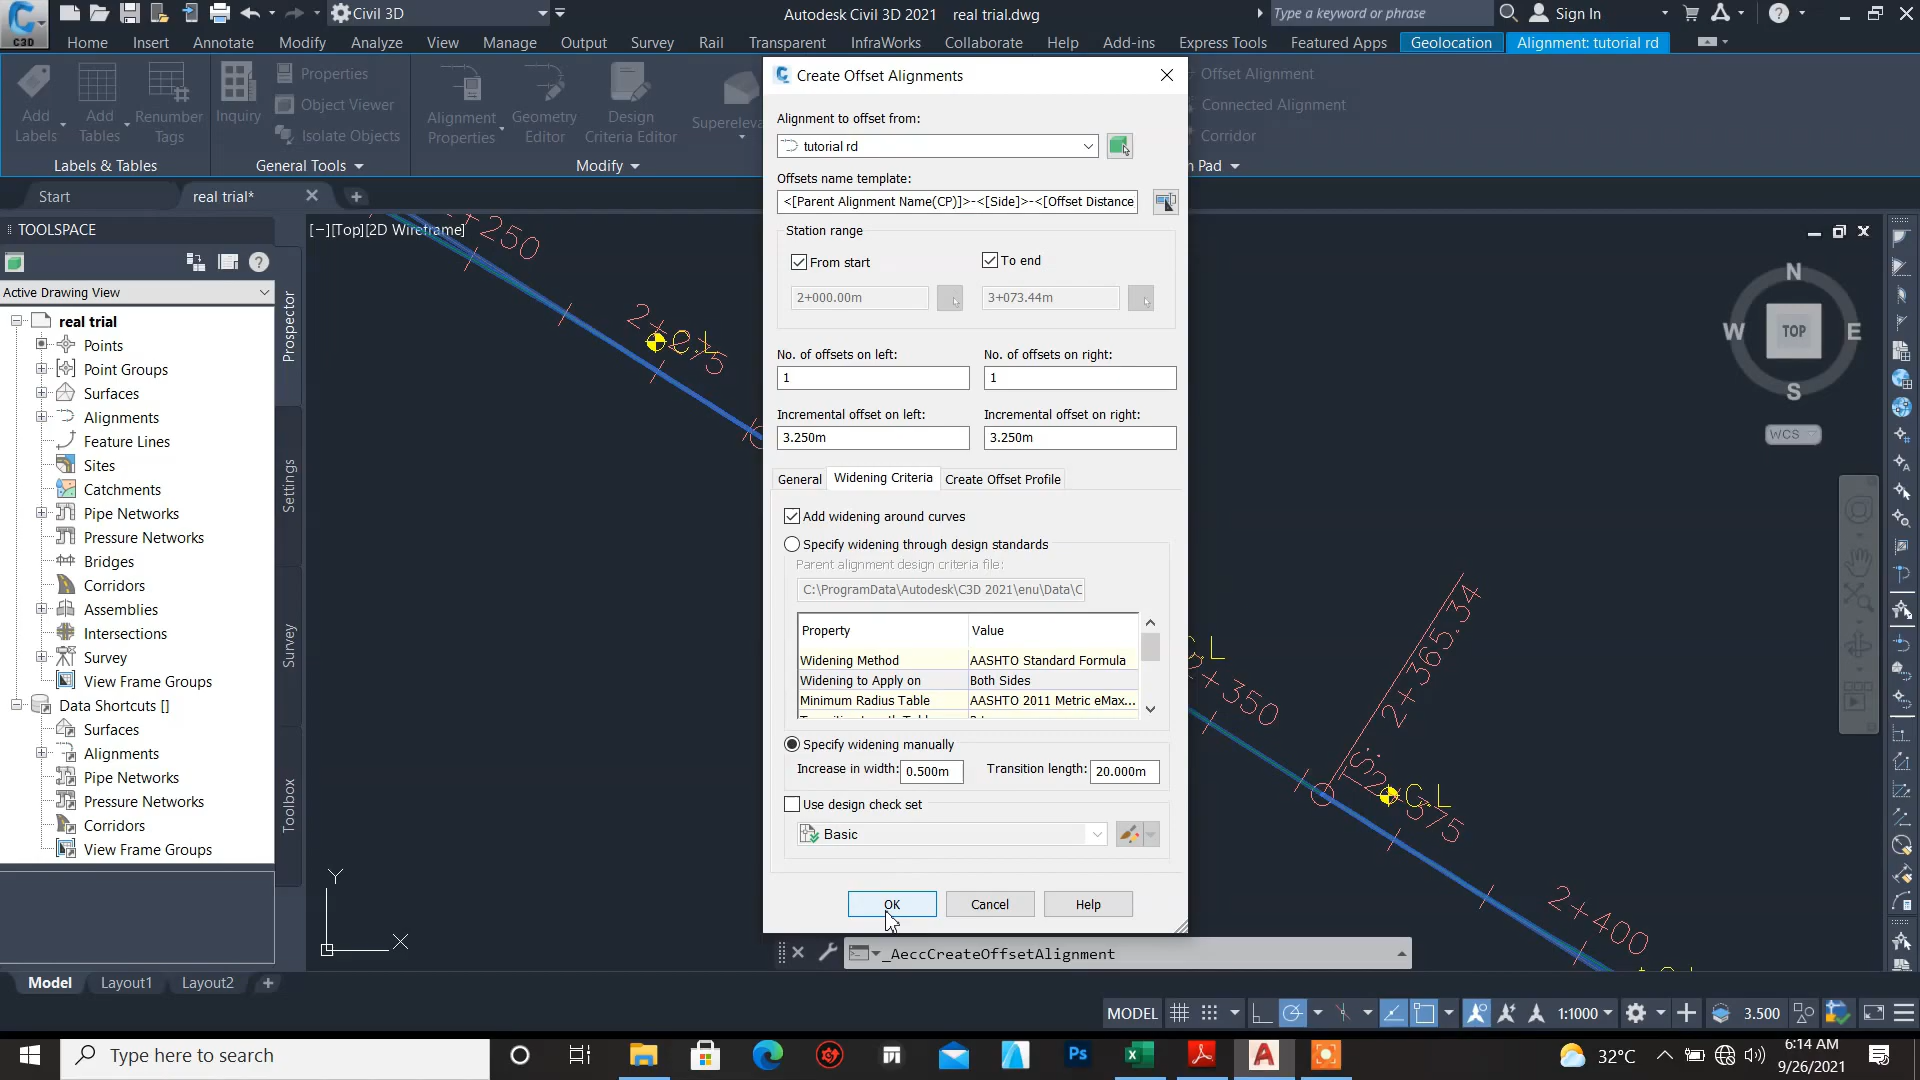 C3D
Civil 3D
Autodesk Civil 3D 2021 real trial.dwg
Type a keyword or phrase
Sign In
Home Insert Annotate Modify Analyze View Manage Output Survey Rail Transparent InfraWorks Collaborate Help Add-ins Express Tools Featured Apps Geolocation Alignment: tutorial rd
Add Labels
Add Tables
Renumber Tags
Labels & Tables
Inquiry
Properties
Object Viewer
Isolate Objects
General Tools
Alignment Properties
Geometry Editor
Design Criteria Editor
Modify
Offset Alignment
Connected Alignment
Corridor
Start
real trial*
TOOLSPACE
Active Drawing View
real trial
Points
Point Groups
Surfaces
Alignments
Feature Lines
Sites
Catchments
Pipe Networks
Pressure Networks
Bridges
Corridors
Assemblies
Intersections
Survey
View Frame Groups
Data Shortcuts []
Surfaces
Alignments
Pipe Networks
Pressure Networks
Corridors
View Frame Groups
Prospector
Settings
Survey
Toolbox
[−][Top][2D Wireframe]
2+250
C.L
2+350
2+365.34
C.L
2+400
Y
X
N
W
TOP
E
S
WCS
Create Offset Alignments
Alignment to offset from:
tutorial rd
Offsets name template:
<[Parent Alignment Name(CP)]>-<[Side]>-<[Offset Distance
Station range
From start
To end
2+000.00m
3+073.44m
No. of offsets on left:
No. of offsets on right:
1
1
Incremental offset on left:
Incremental offset on right:
3.250m
3.250m
General
Widening Criteria
Create Offset Profile
Add widening around curves
Specify widening through design standards
Parent alignment design criteria file:
C:\ProgramData\Autodesk\C3D 2021\enu\Data\C
Property Value
Widening Method AASHTO Standard Formula
Widening to Apply on Both Sides
Minimum Radius Table AASHTO 2011 Metric eMax...
Specify widening manually
Increase in width: 0.500m
Transition length: 20.000m
Use design check set
Basic
OK
Cancel
Help
_AeccCreateOffsetAlignment
Model
Layout1
Layout2
MODEL
1:1000
3.500
Type here to search
Ps
32°C
6:14 AM
9/26/2021